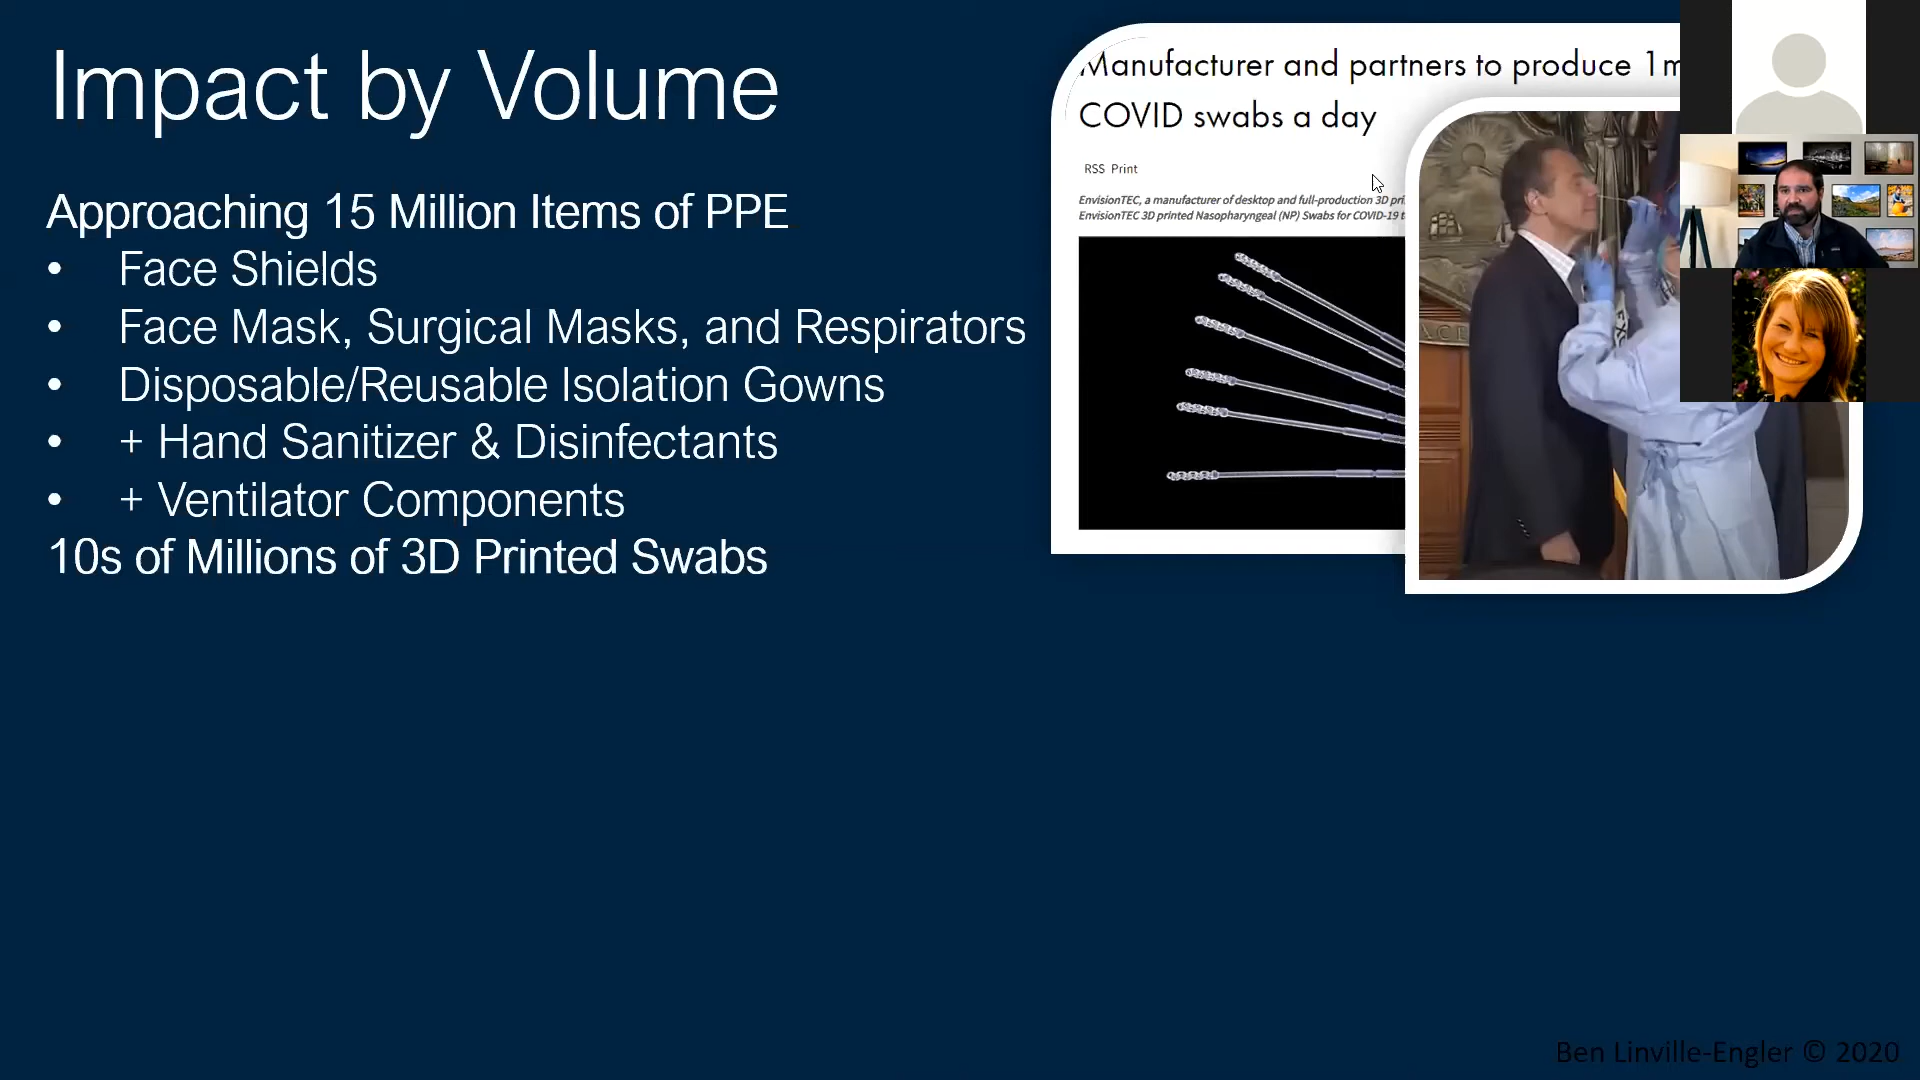 Impact by Volume
Approaching 15 Million Items of PPE
• Face Shields
• Face Mask, Surgical Masks, and Respirators
• Disposable/Reusable Isolation Gowns
• + Hand Sanitizer & Disinfectants
• + Ventilator Components
10s of Millions of 3D Printed Swabs
Manufacturer and partners to produce 1m
COVID swabs a day
RSS Print
EnvisionTEC, a manufacturer of desktop and full-production 3D
EnvisionTEC 3D printed Nasopharyngeal (NP) Swabs for COVID-19
Ben Linville-Engler © 2020